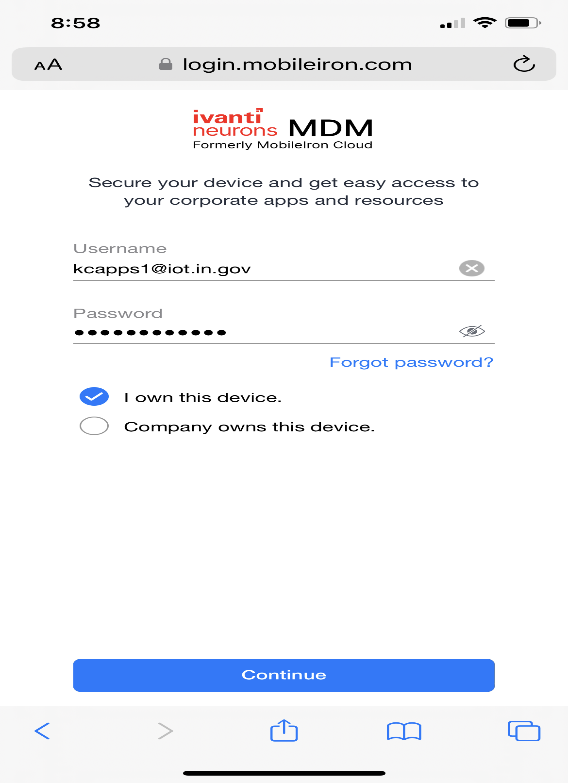 8:58
AA login.mobileiron.com
ivanti
neurons MDM
Formerly MobileIron Cloud
Secure your device and get easy access to
your corporate apps and resources
Username
kcapps1@iot.in.gov
Password
●●●●●●●●●●●●
Forgot password?
I own this device.
Company owns this device.
Continue